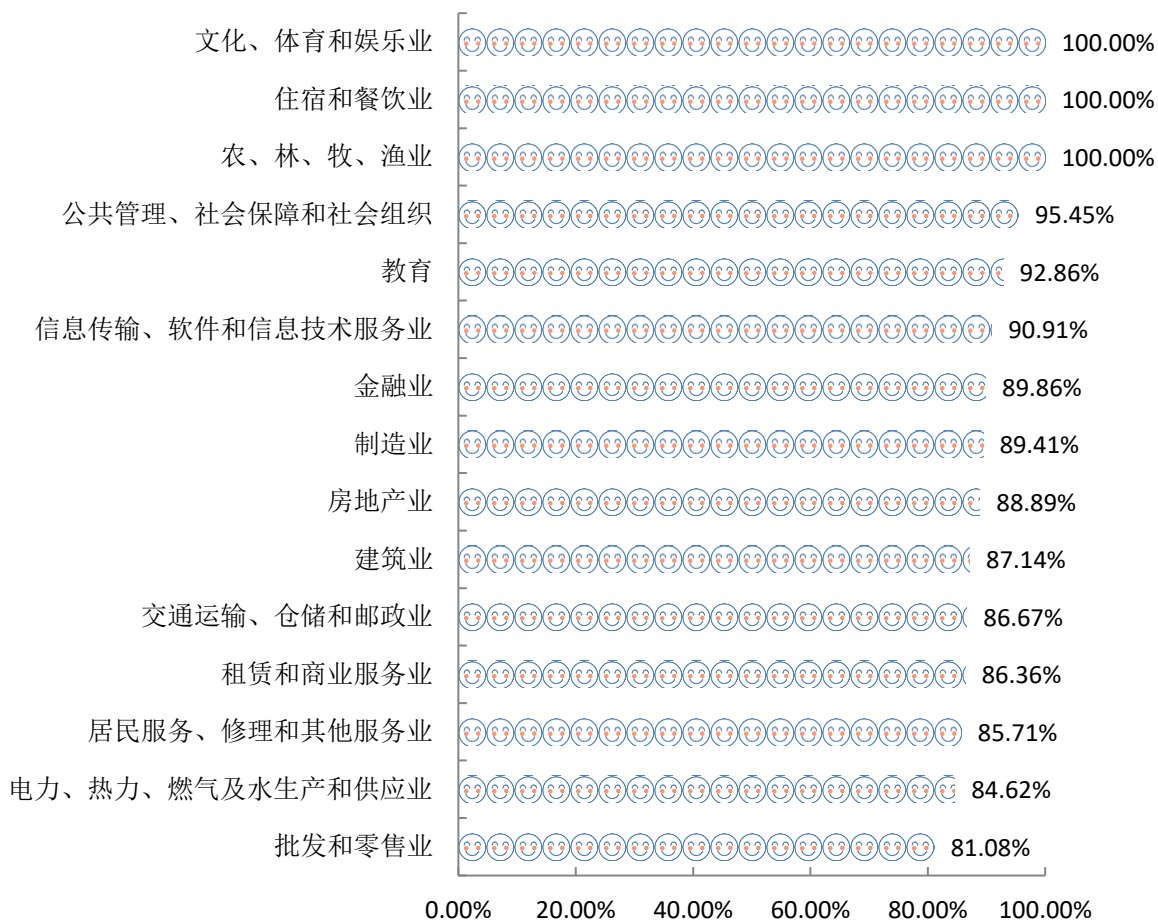 文化、体育和娱乐业 100.00%
住宿和餐饮业 100.00%
农、林、牧、渔业 100.00%
公共管理、社会保障和社会组织 95.45%
教育 92.86%
信息传输、软件和信息技术服务业 90.91%
金融业 89.86%
制造业 89.41%
房地产业 88.89%
建筑业 87.14%
交通运输、仓储和邮政业 86.67%
租赁和商业服务业 86.36%
居民服务、修理和其他服务业 85.71%
电力、热力、燃气及水生产和供应业 84.62%
批发和零售业 81.08%
0.00% 20.00% 40.00% 60.00% 80.00% 100.00%